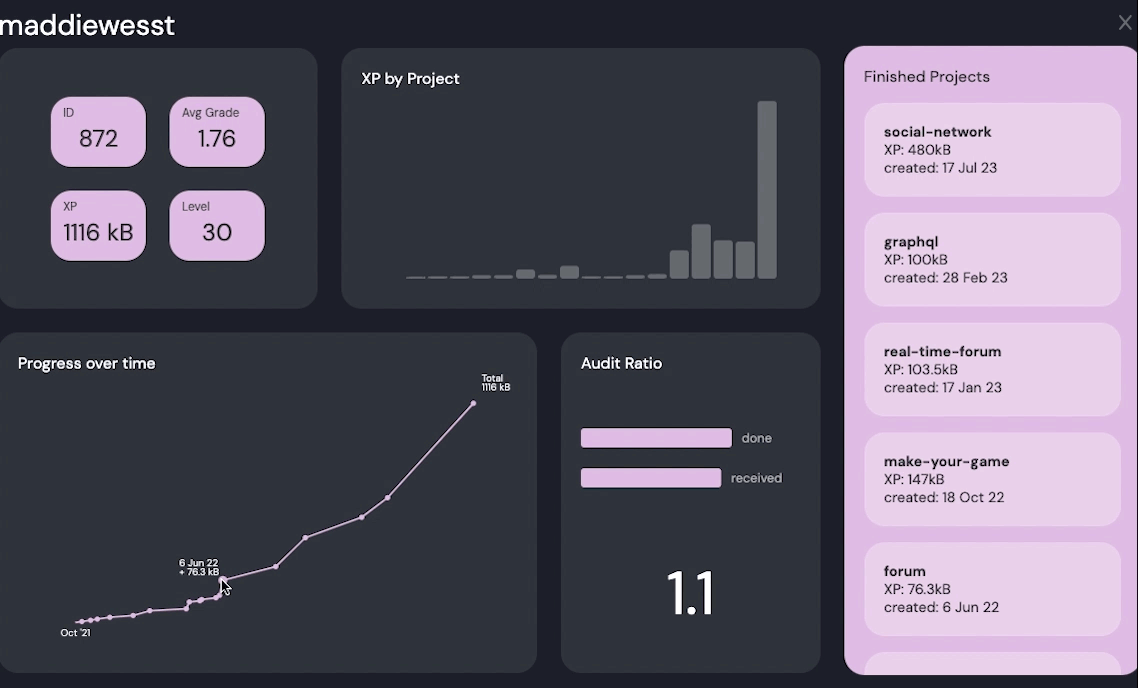 maddiewesst
X
ID
872
Avg Grade
1.76
XP
1116 kB
Level
30
XP by Project
Progress over time
Total
1116 kB
6 Jun 22
+ 76.3 kB
Oct '21
Audit Ratio
done
received
1.1
Finished Projects
social-network
XP: 480kB
created: 17 Jul 23
graphql
XP: 100kB
created: 28 Feb 23
real-time-forum
XP: 103.5kB
created: 17 Jan 23
make-your-game
XP: 147kB
created: 18 Oct 22
forum
XP: 76.3kB
created: 6 Jun 22